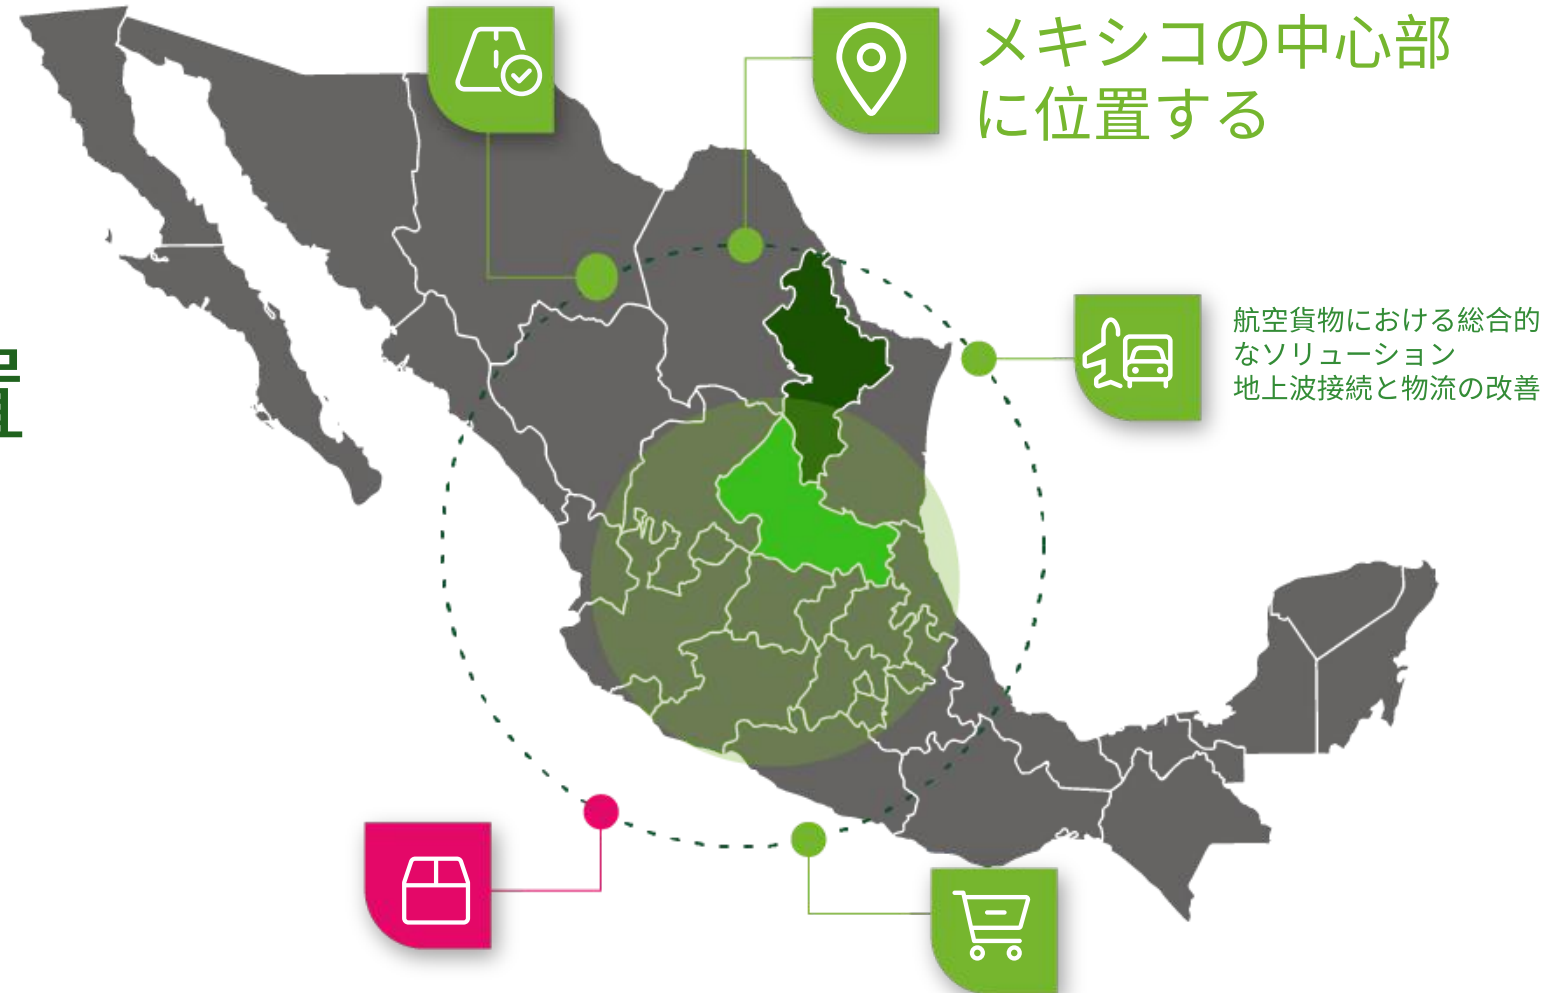 メキシコの中心部
に位置する
航空貨物における総合的
なソリューション
地上波接続と物流の改善